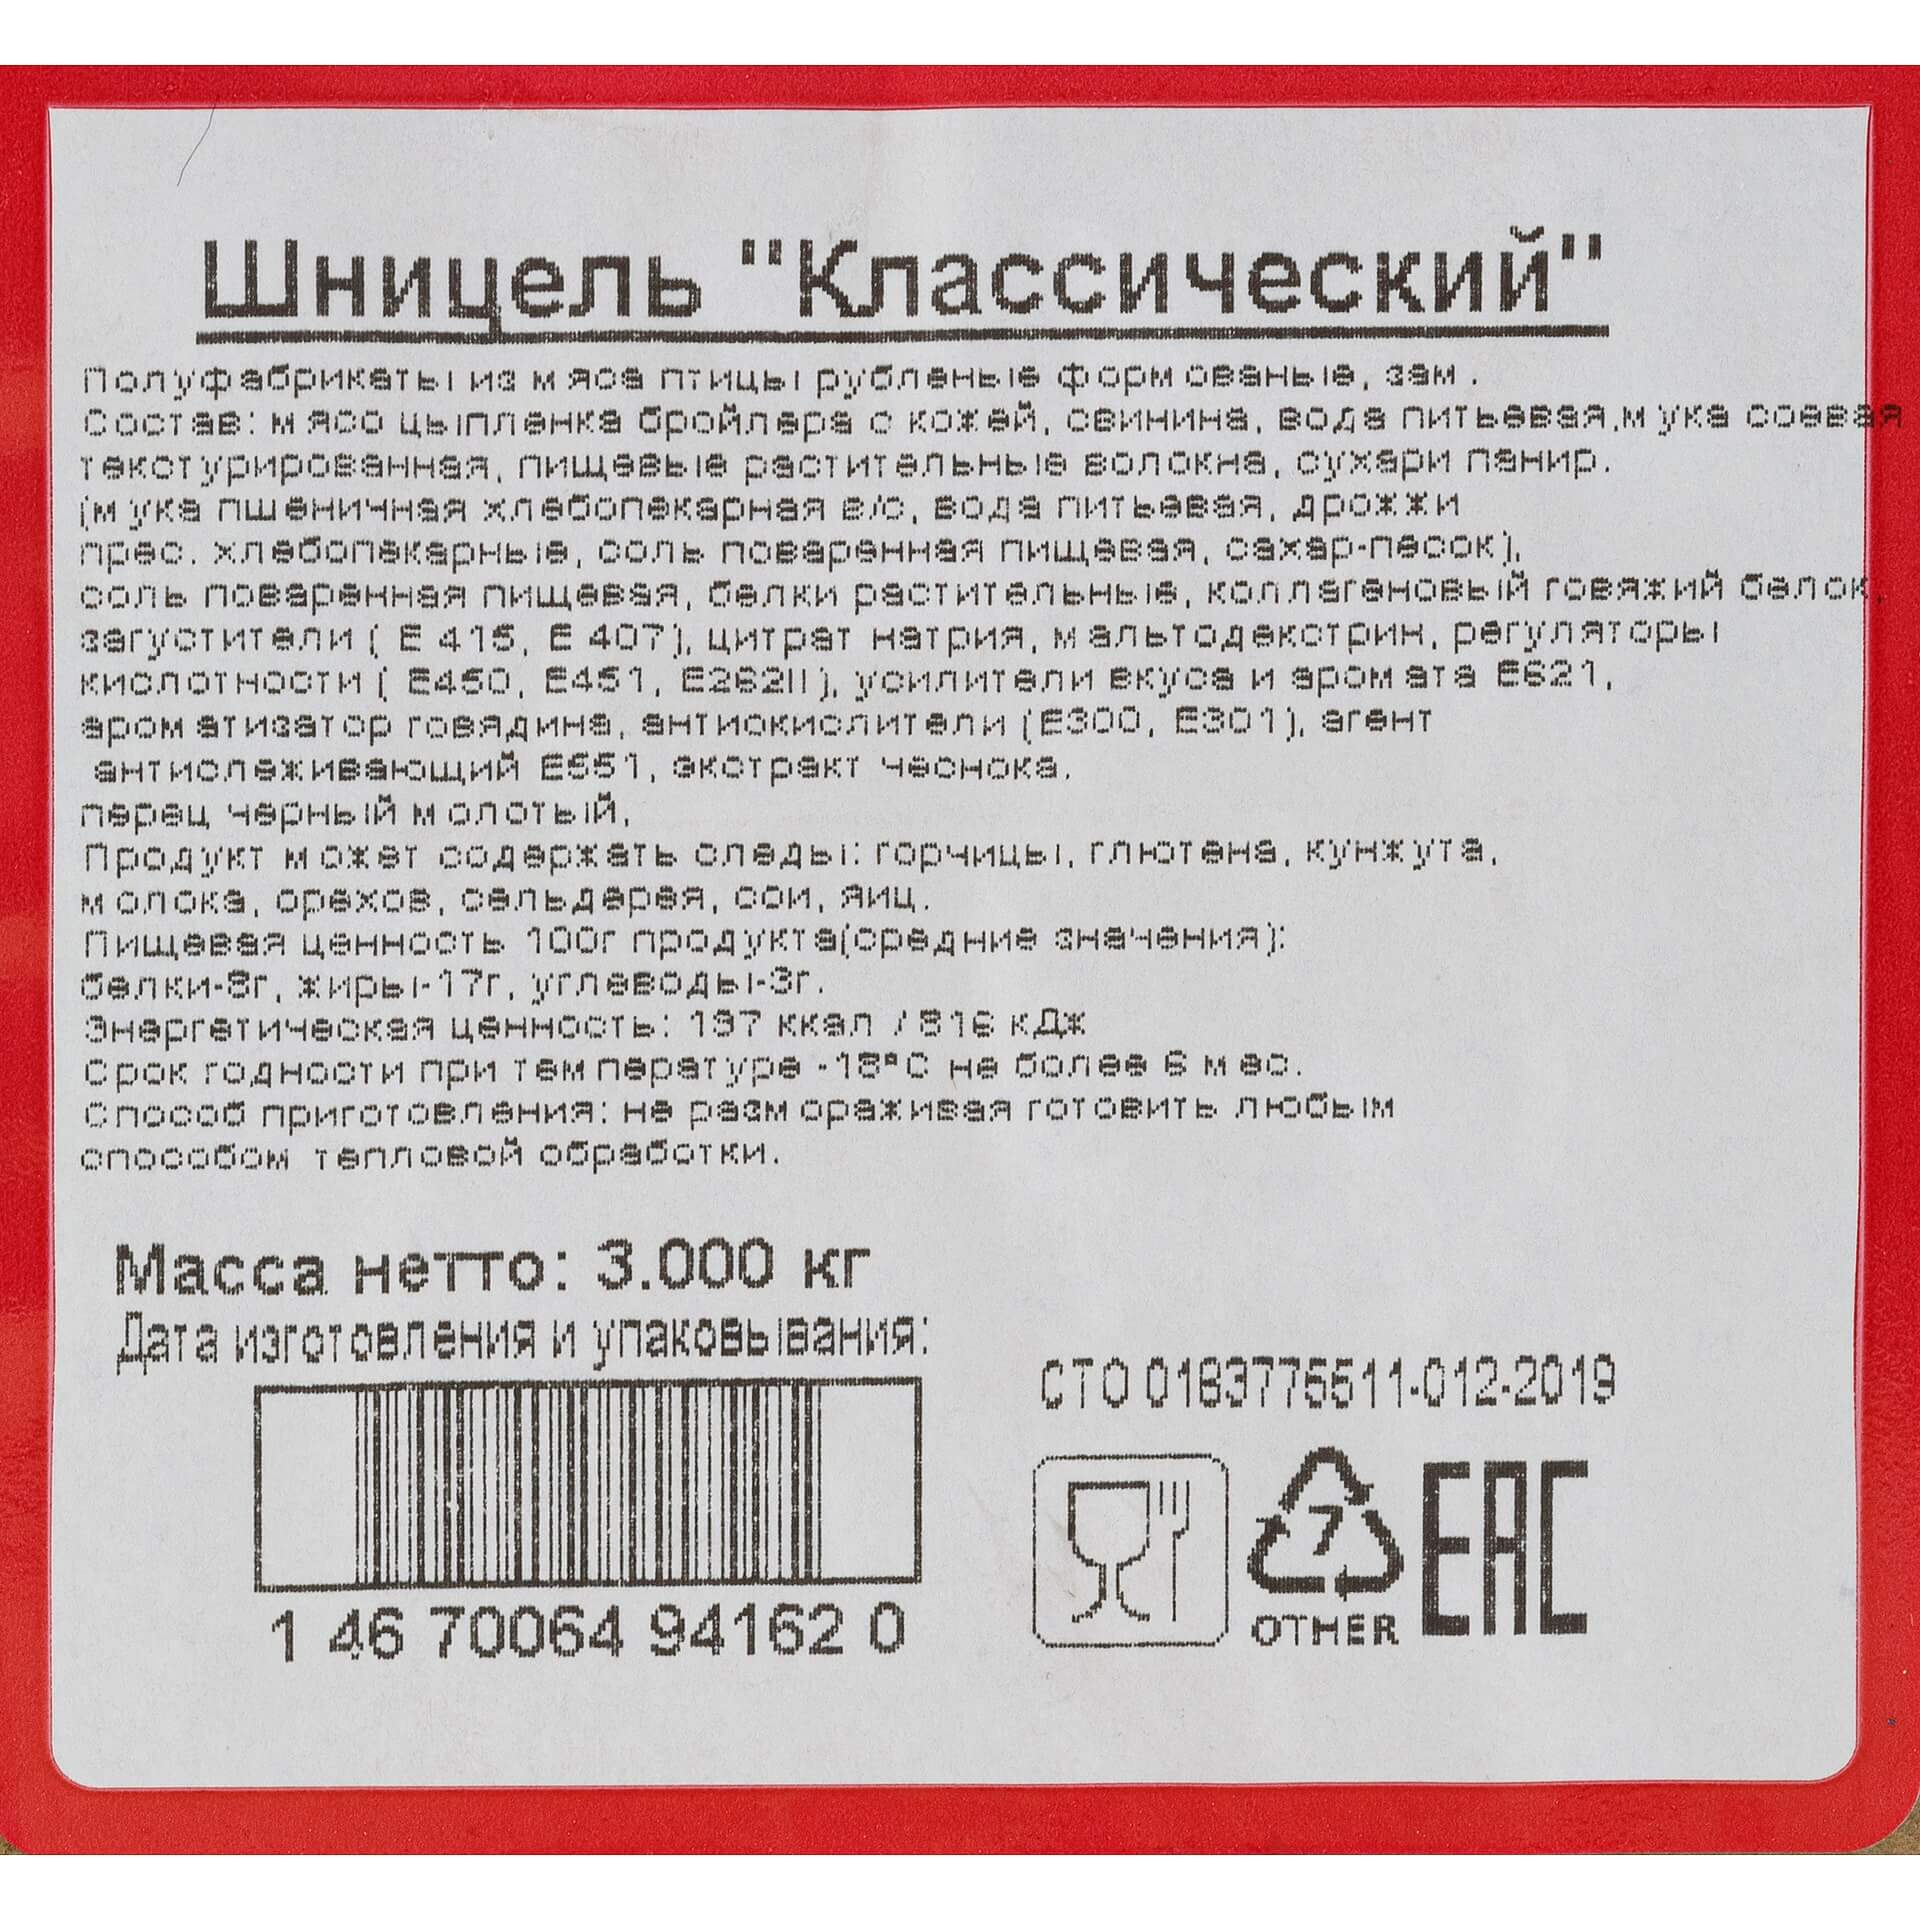 Шницель "Классический"
Полуфабрикаты из мяса птицы рубленые формованые, зам.
Состав: мясо цыпленка бройлера с кожей, свинина, вода питьевая,мука соевая
текстурированная, пищевые растительные волокна, сухари панир.
(мука пшеничная хлебопекарная в/с, вода питьевая, дрожжи
прес. хлебопекарные, соль поваренная пищевая, сахар-песок),
соль поваренная пищевая, белки растительные, коллагеновый говяжий белок,
загустители ( Е 415, Е 407), цитрат натрия, мальтодекстрин, регуляторы
кислотности ( Е450, Е451, Е262II), усилители вкуса и аромата Е621,
ароматизатор говядина, антиокислители (Е300, Е301), агент
антислеживающий Е551, экстракт чеснока.
перец черный молотый,
Продукт может содержать следы: горчицы, глютена, кунжута,
молока, орехов, сельдерея, сои, яиц.
Пищевая ценность 100г продукта(средние значения):
белки-8г, жиры-17г, углеводы-3г.
Энергетическая ценность: 197 ккал / 816 кДж
Срок годности при температуре -18°С не более 6 мес.
Способ приготовления: не размораживая готовить любым
способом тепловой обработки.
Масса нетто: 3.000 кг
Дата изготовления и упаковывания:
СТО 0183775511-012-2019
1 46 70064 94162 0
7
OTHER
EAC